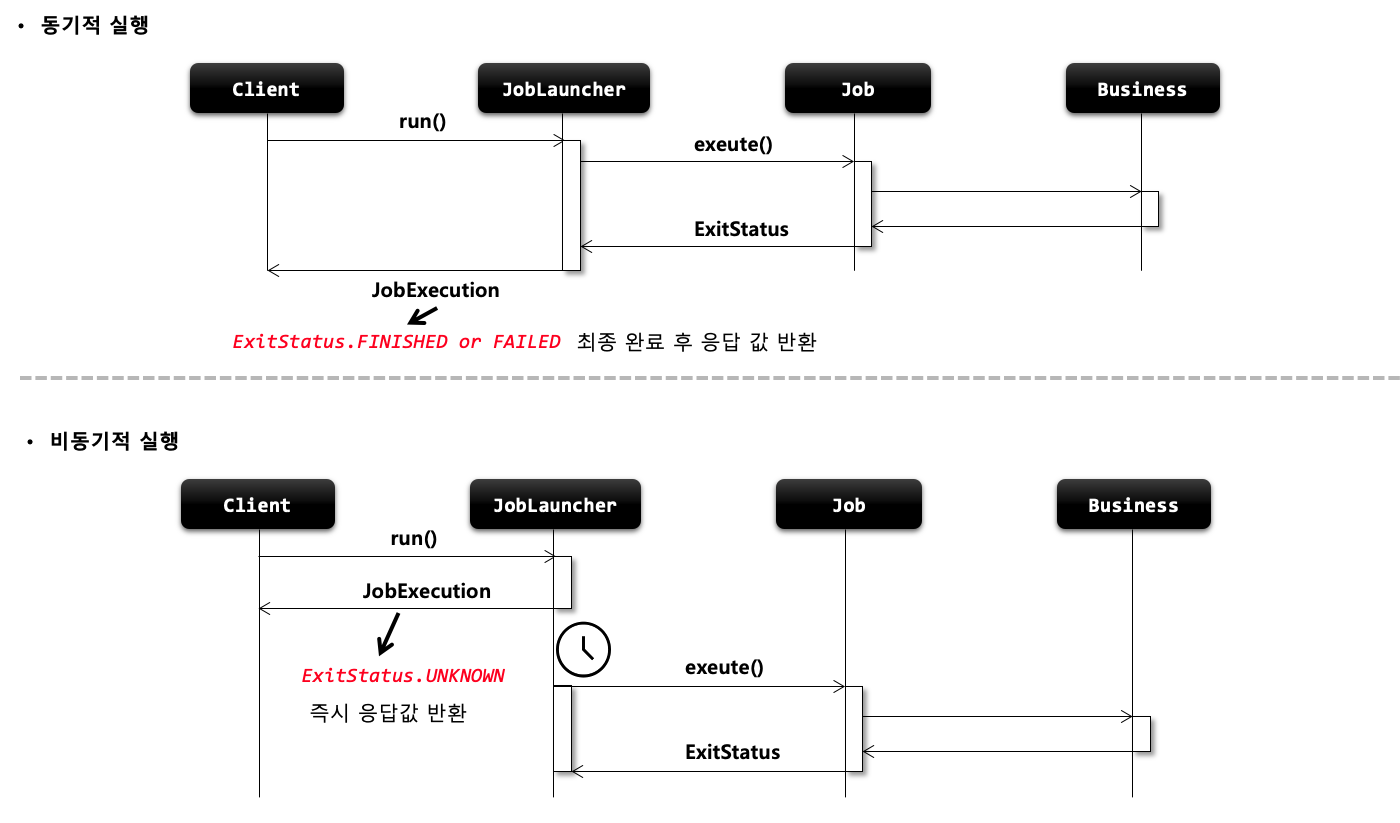 • 동기적 실행
Client JobLauncher Job Business
run()
exeute()
ExitStatus
JobExecution
ExitStatus.FINISHED or FAILED 최종 완료 후 응답 값 반환
• 비동기적 실행
Client JobLauncher Job Business
run()
JobExecution
exeute()
ExitStatus.UNKNOWN
즉시 응답값 반환
ExitStatus